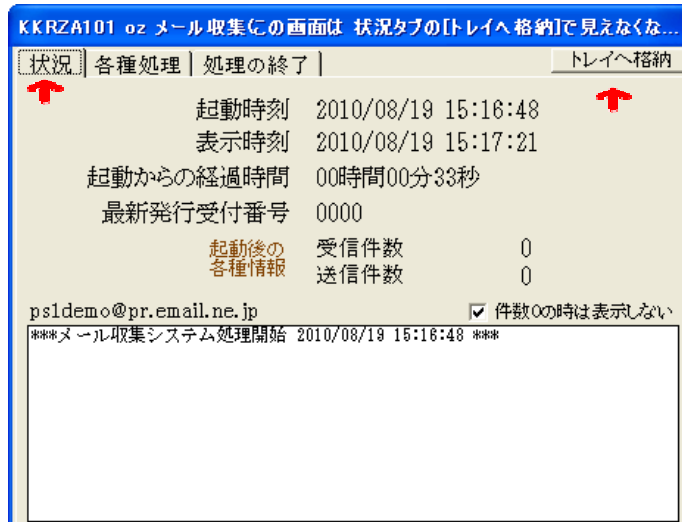 KKRZA101 oz メール収集(この画面は 状況タブの[トレイへ格納]で見えなくな...
状況 各種処理 処理の終了 トレイへ格納
起動時刻 2010/08/19 15:16:48
表示時刻 2010/08/19 15:17:21
起動からの経過時間 00時間00分33秒
最新発行受付番号 0000
起動後の 受信件数 0
各種情報 送信件数 0
ps1demo@pr.email.ne.jp 件数0の時は表示しない
***メール収集システム処理開始 2010/08/19 15:16:48 ***